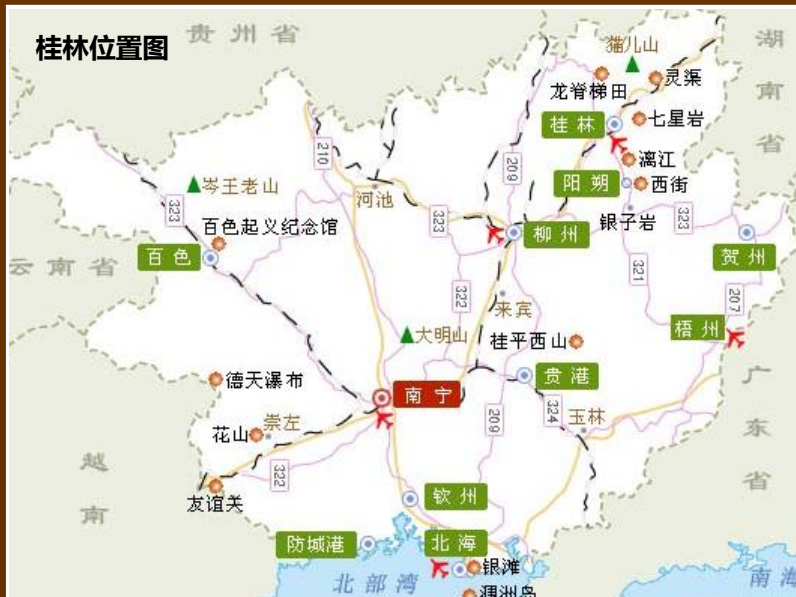 桂林位置图
贵州省
猫儿山
湖南省
龙脊梯田
灵渠
桂林
七星岩
漓江
210
209
岑王老山
河池
阳朔
西街
323
百色起义纪念馆
323
银子岩
323
柳州
贺州
云南省
百色
321
322
207
来宾
大明山
桂平西山
梧州
德天瀑布
南宁
贵港
广东省
324
玉林
花山
崇左
209
越南
322
友谊关
钦州
防城港
北海
银滩
北部湾
南海
涠洲岛